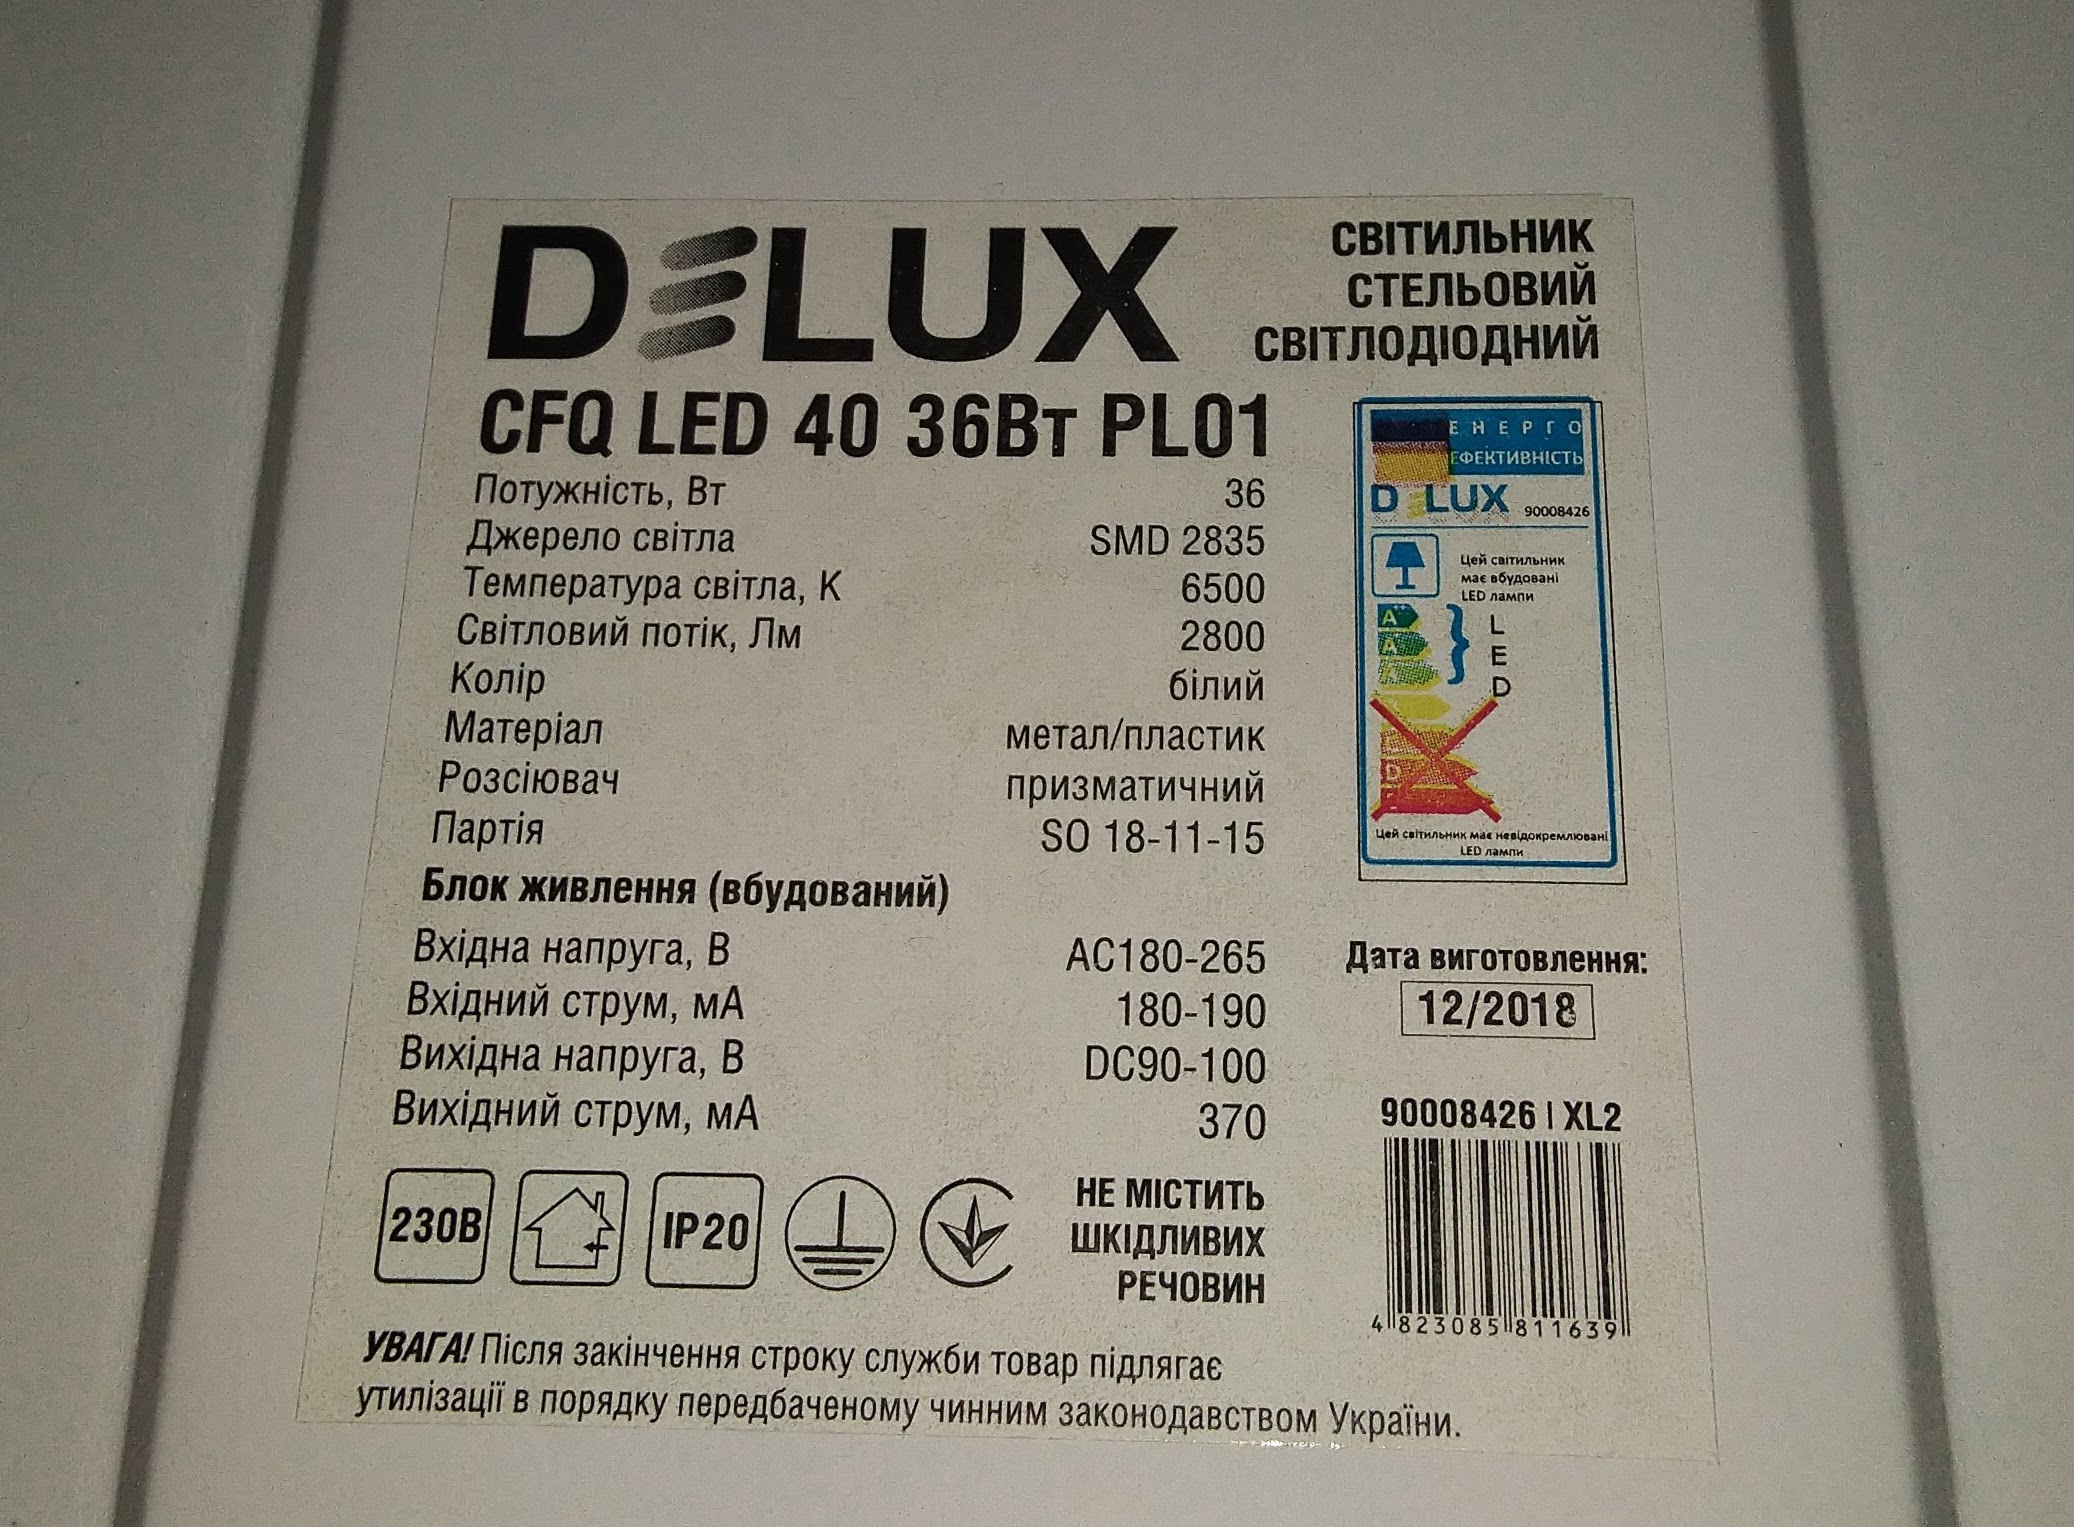 DELUX
СВІТИЛЬНИК
СТЕЛЬОВИЙ
СВІТЛОДІОДНИЙ
CFQ LED 40 36Вт PL01
Потужність, Вт 36
Джерело світла SMD 2835
Температура світла, К 6500
Світловий потік, Лм 2800
Колір білий
Матеріал метал/пластик
Розсіювач призматичний
Партія SO 18-11-15
Блок живлення (вбудований)
Вхідна напруга, В AC180-265
Вхідний струм, мА 180-190
Вихідна напруга, В DC90-100
Вихідний струм, мА 370
230В
IP20
НЕ МІСТИТЬ
ШКІДЛИВИХ
РЕЧОВИН
УВАГА! Після закінчення строку служби товар підлягає
утилізації в порядку передбаченому чинним законодавством України.
ЕНЕРГО
ЕФЕКТИВНІСТЬ
DELUX 90008426
Цей світильник
має вбудовані
LED лампи
A++
A+
A
L
E
D
D
Цей світильник має невідокремлювані
LED лампи
Дата виготовлення:
12/2018
90008426 | XL2
4 823085 811639